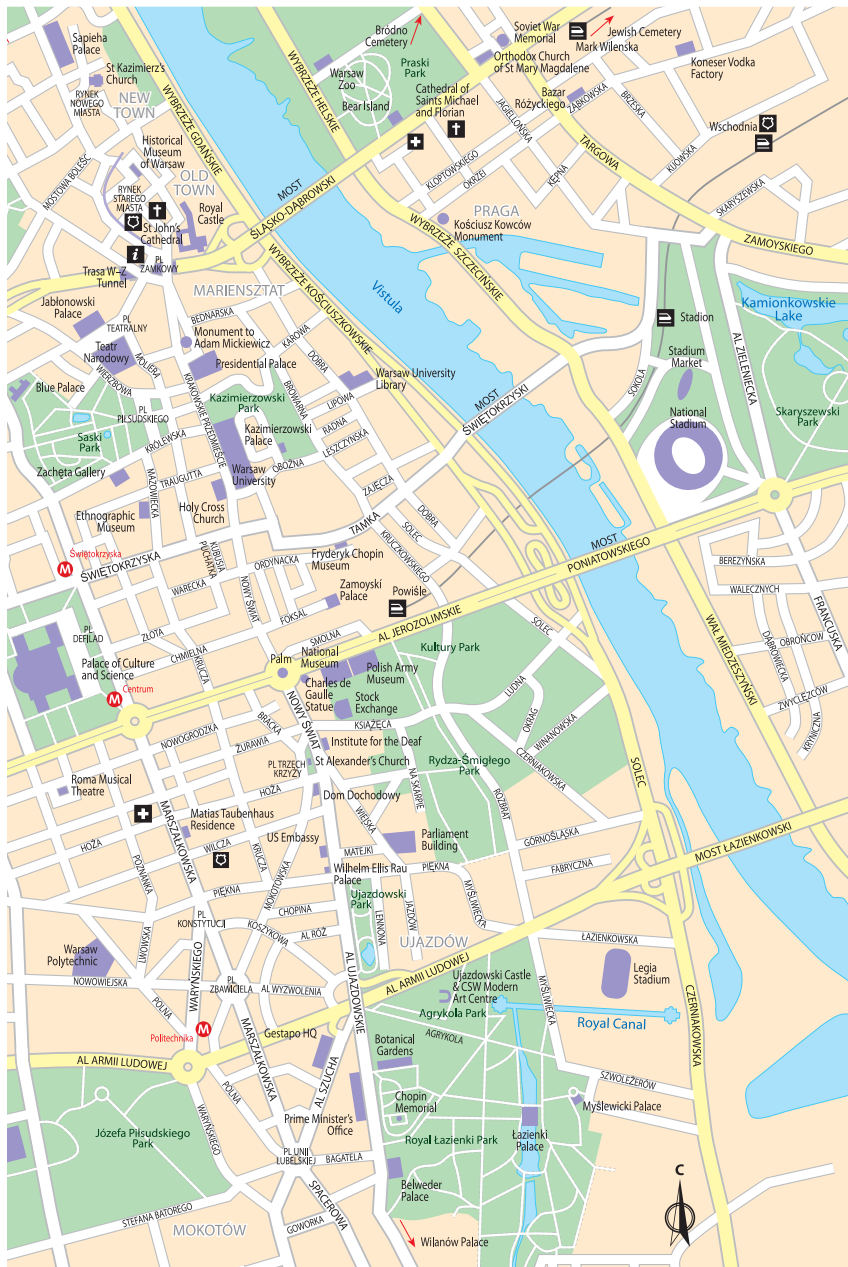 Sapieha
Palace
St Kazimierz's
Church
RYNEK
NOWEGO
MIASTA
NEW
TOWN
WYBRZEŻE GDAŃSKIE
WYBRZEŻE HELSKIE
Bródno
Cemetery
Praski
Park
Warsaw
Zoo
Bear Island
Cathedral of
Saints Michael
and Florian
Soviet War
Memorial
Jewish Cemetery
Mark Wileńska
Orthodox Church
of St Mary Magdalene
Koneser Vodka
Factory
Bazar
Różyckiego
ZĄBKOWSKA
BRZESKA
JAGIELLOŃSKA
Wschodnia
TARGOWA
KIJOWSKA
KŁOPTOWSKIEGO
OKRZEI
KĘPNA
SKARYSZEWSKA
PRAGA
ZAMOYSKIEGO
Kościusz Kowców
Monument
WYBRZEŻE SZCZECIŃSKIE
MOST
ŚLĄSKO-DĄBROWSKI
Historical
Museum
of Warsaw
MOSTOWA BOLEŚĆ
OLD
TOWN
RYNEK
STAREGO
MIASTA
Royal
Castle
St John's
Cathedral
i
PL
ZAMKOWY
Trasa W–Z
Tunnel
WYBRZEŻE KOŚCIUSZKOWSKIE
Vistula
MARIENSZTAT
Jabłonowski
Palace
PL
TEATRALNY
BEDNARSKA
Monument to
Adam Mickiewicz
KAROWA
Teatr
Narodowy
MOLIERA
Presidential Palace
DOBRA
Warsaw University
Library
WIERZBOWA
Blue Palace
KRAKOWSKIE PRZEDMIEŚCIE
Kazimierzowski
Park
BROWARNA
LIPOWA
PL
PIŁSUDSKIEGO
Saski
Park
KRÓLEWSKA
Kazimierzowski
Palace
RADNA
LESZCZYŃSKA
Zachęta Gallery
MAZOWIECKA
TRAUGUTTA
Warsaw
University
OBOŹNA
ZAJĘCZA
Ethnographic
Museum
Holy Cross
Church
TAMKA
SOLEC
DOBRA
KRUCZKOWSKIEGO
Kamionkowskie
Lake
Stadion
AL ZIELENIECKA
Stadium
Market
SOKOLA
National
Stadium
Skaryszewski
Park
MOST
ŚWIĘTOKRZYSKI
MOST
PONIATOWSKIEGO
Świętokrzyska
M
ŚWIĘTOKRZYSKA
KUBUSIA
PUCHATKA
ORDYNACKA
Fryderyk Chopin
Museum
WARECKA
NOWY ŚWIAT
Zamoyski
Palace
Powiśle
FOKSAL
SMOLNA
AL JEROZOLIMSKIE
SOLEC
BEREZYŃSKA
WALECZNYCH
FRANCUSKA
OBROŃCOW
DĄBROWIECKA
ZWYCIĘZCÓW
KRYNICZNA
WAŁ MIEDZESZYŃSKI
PL
DEFILAD
ZŁOTA
CHMIELNA
KRUCZA
Palace of Culture
and Science
Centrum
M
Palm
National
Museum
Polish Army
Museum
Kultury Park
Charles de
Gaulle
Statue
Stock
Exchange
LUDNA
OKRĄG
WINANOWSKA
NOWOGRODZKA
BRACKA
NOWY ŚWIAT
KSIĄŻĘCA
Institute for the Deaf
ŻURAWIA
PL TRZECH
KRZYŻY
St Alexander's Church
NA SKARPIE
Rydza-Śmigłego
Park
CZERNIAKOWSKA
SOLEC
ROZBRAT
Roma Musical
Theatre
HOŻA
Dom Dochodowy
Matias Taubenhaus
Residence
US Embassy
WIEJSKA
Parliament
Building
GÓRNOŚLĄSKA
MOST ŁAZIENKOWSKI
HOŻA
MARSZAŁKOWSKA
WILCZA
KRUCZA
MOKOTOWSKA
MATEJKI
PIĘKNA
FABRYCZNA
POZNAŃKA
Wilhelm Ellis Rau
Palace
PIĘKNA
MYŚLIWIECKA
Ujazdowski
Park
CHOPINA
PL
KONSTYTUCJI
KOSZYKOWA
AL RÓŻ
LENNONA
JAZDÓW
LWOWSKA
UJAZDÓW
ŁAZIENKOWSKA
Warsaw
Polytechnic
WARYŃSKIEGO
AL UJAZDOWSKIE
AL ARMII LUDOWEJ
NOWOWIEJSKA
PL
ZBAWICIELA
AL WYZWOLENIA
Ujazdowski Castle
& CSW Modern
Art Centre
MYŚLIWIECKA
Legia
Stadium
POLNA
Agrykola Park
Royal Canal
CZERNIAKOWSKA
Politechnika
M
Gestapo HQ
AGRYKOLA
AL ARMII LUDOWEJ
MARSZAŁKOWSKA
Botanical
Gardens
SZWOLEŻERÓW
POLNA
WARYŃSKIEGO
AL SZUCHA
Chopin
Memorial
Myślewicki Palace
Józefa Piłsudskiego
Park
Prime Minister's
Office
Royal Łazienki Park
Łazienki
Palace
PL UNII
LUBELSKIEJ
BAGATELA
Belweder
Palace
C
SPACEROWA
STEFANA BATOREGO
GOWORKA
MOKOTÓW
Wilanów Palace